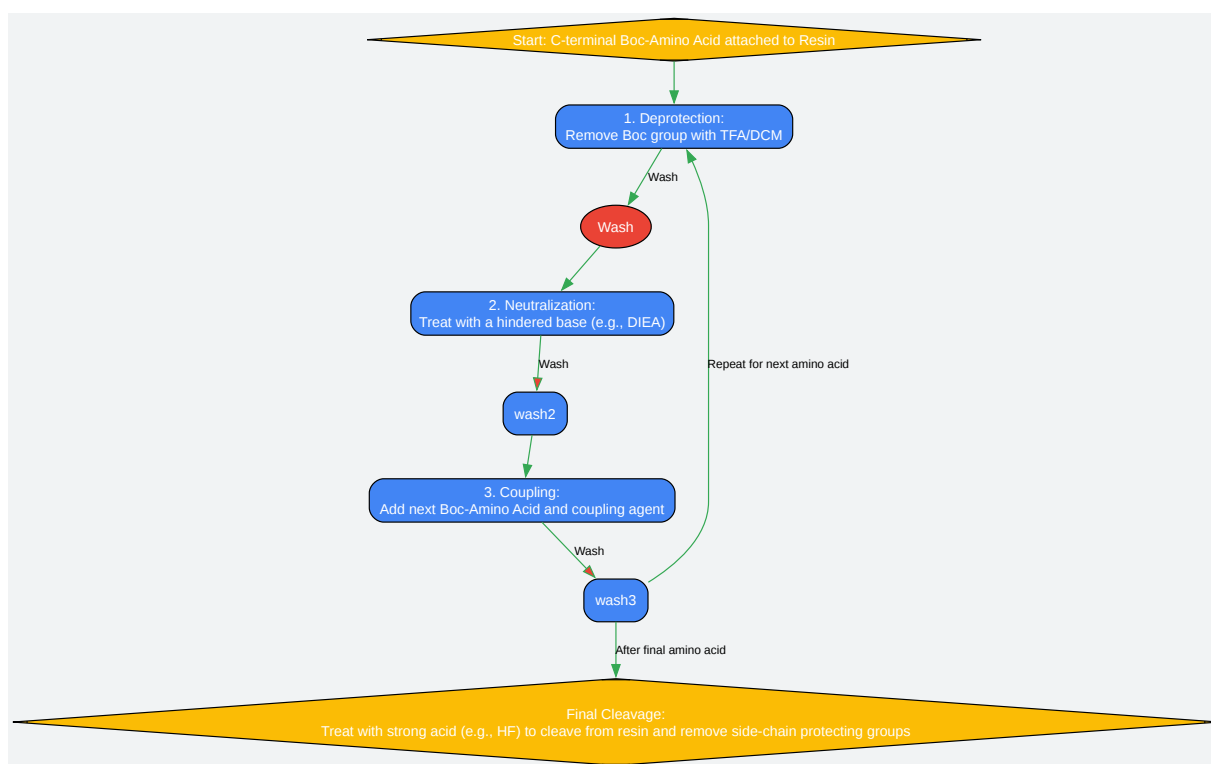 Start: C-terminal Boc-Amino Acid attached to Resin
1. Deprotection:
Remove Boc group with TFA/DCM
Wash
Wash
2. Neutralization:
Treat with a hindered base (e.g., DIEA)
Wash
Repeat for next amino acid
wash2
3. Coupling:
Add next Boc-Amino Acid and coupling agent
Wash
wash3
After final amino acid
Final Cleavage:
Treat with strong acid (e.g., HF) to cleave from resin and remove side-chain protecting groups